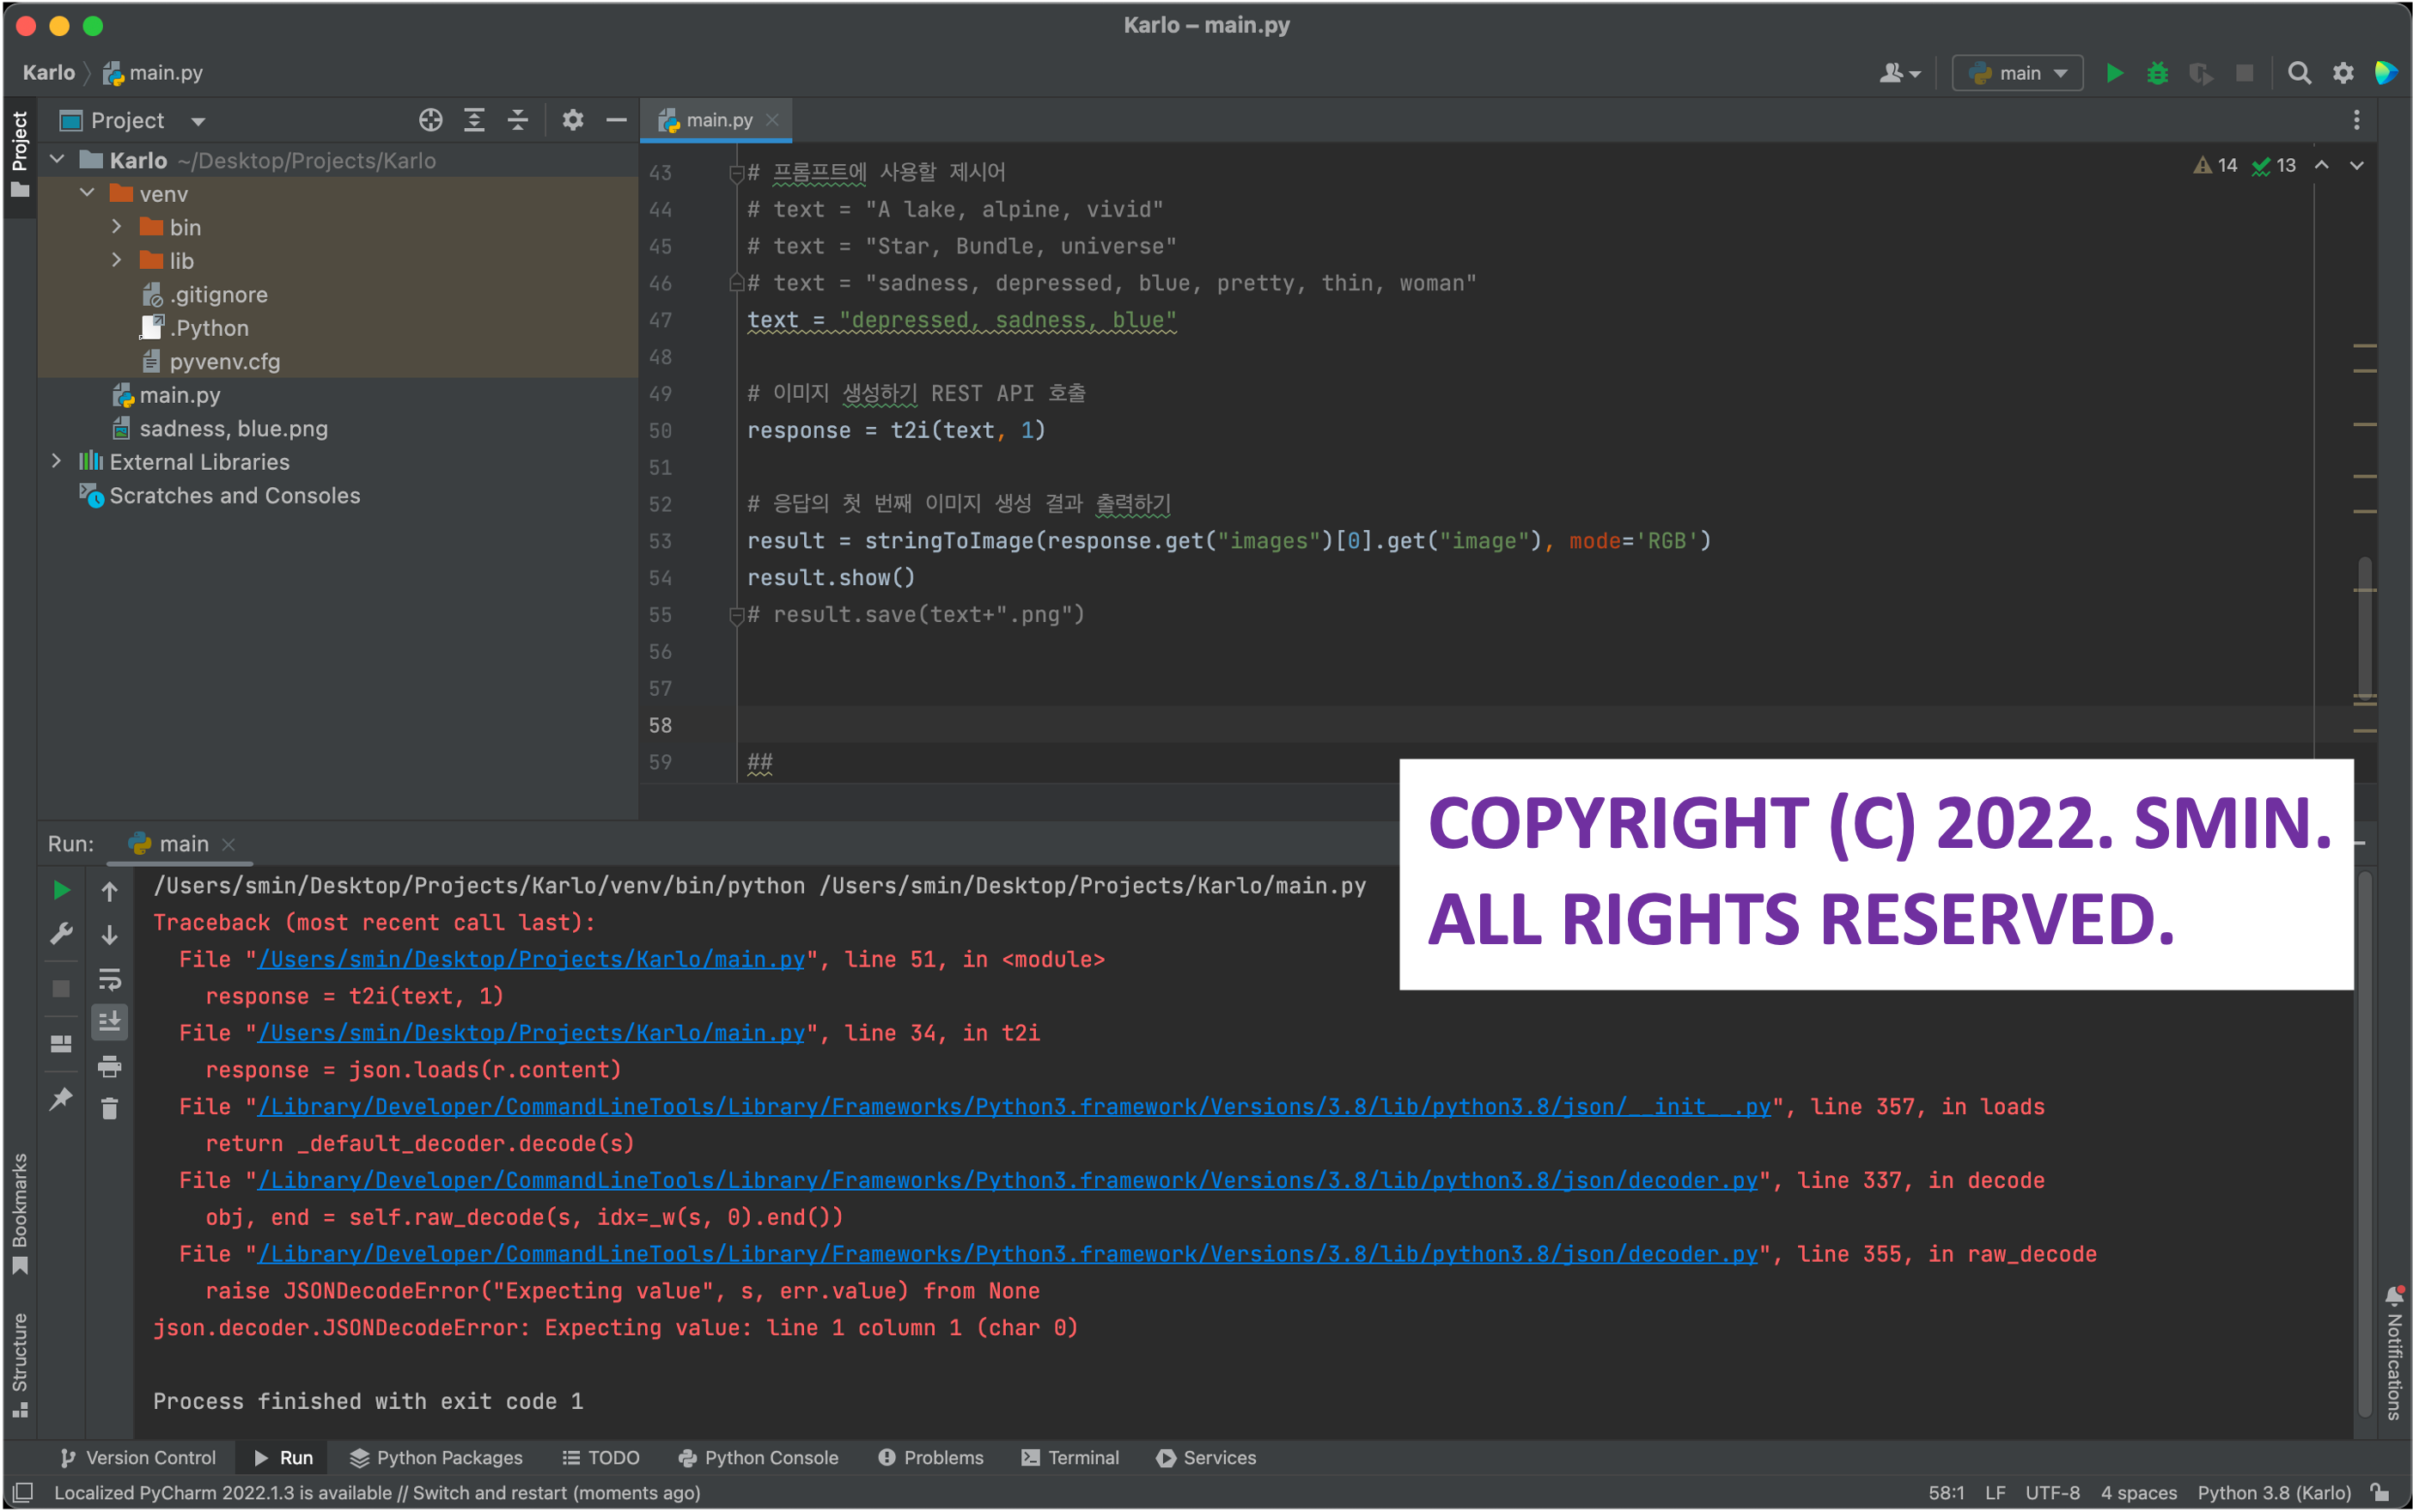 Karlo – main.py
Karlo
main.py
main
Project
Project
main.py
Karlo ~/Desktop/Projects/Karlo
venv
bin
lib
.gitignore
.Python
pyvenv.cfg
main.py
sadness, blue.png
External Libraries
Scratches and Consoles
14 13
43 # 프롬프트에 사용할 제시어
44 # text = "A lake, alpine, vivid"
45 # text = "Star, Bundle, universe"
46 # text = "sadness, depressed, blue, pretty, thin, woman"
47 text = "depressed, sadness, blue"
48
49 # 이미지 생성하기 REST API 호출
50 response = t2i(text, 1)
51
52 # 응답의 첫 번째 이미지 생성 결과 출력하기
53 result = stringToImage(response.get("images")[0].get("image"), mode='RGB')
54 result.show()
55 # result.save(text+".png")
56
57
58
59 ##
COPYRIGHT (C) 2022. SMIN.
ALL RIGHTS RESERVED.
Run: main
/Users/smin/Desktop/Projects/Karlo/venv/bin/python /Users/smin/Desktop/Projects/Karlo/main.py
Traceback (most recent call last):
  File "/Users/smin/Desktop/Projects/Karlo/main.py", line 51, in <module>
    response = t2i(text, 1)
  File "/Users/smin/Desktop/Projects/Karlo/main.py", line 34, in t2i
    response = json.loads(r.content)
  File "/Library/Developer/CommandLineTools/Library/Frameworks/Python3.framework/Versions/3.8/lib/python3.8/json/__init__.py", line 357, in loads
    return _default_decoder.decode(s)
  File "/Library/Developer/CommandLineTools/Library/Frameworks/Python3.framework/Versions/3.8/lib/python3.8/json/decoder.py", line 337, in decode
    obj, end = self.raw_decode(s, idx=_w(s, 0).end())
  File "/Library/Developer/CommandLineTools/Library/Frameworks/Python3.framework/Versions/3.8/lib/python3.8/json/decoder.py", line 355, in raw_decode
    raise JSONDecodeError("Expecting value", s, err.value) from None
json.decoder.JSONDecodeError: Expecting value: line 1 column 1 (char 0)
Process finished with exit code 1
Bookmarks
Structure
Notifications
Version Control Run Python Packages TODO Python Console Problems Terminal Services
Localized PyCharm 2022.1.3 is available // Switch and restart (moments ago) 58:1 LF UTF-8 4 spaces Python 3.8 (Karlo)